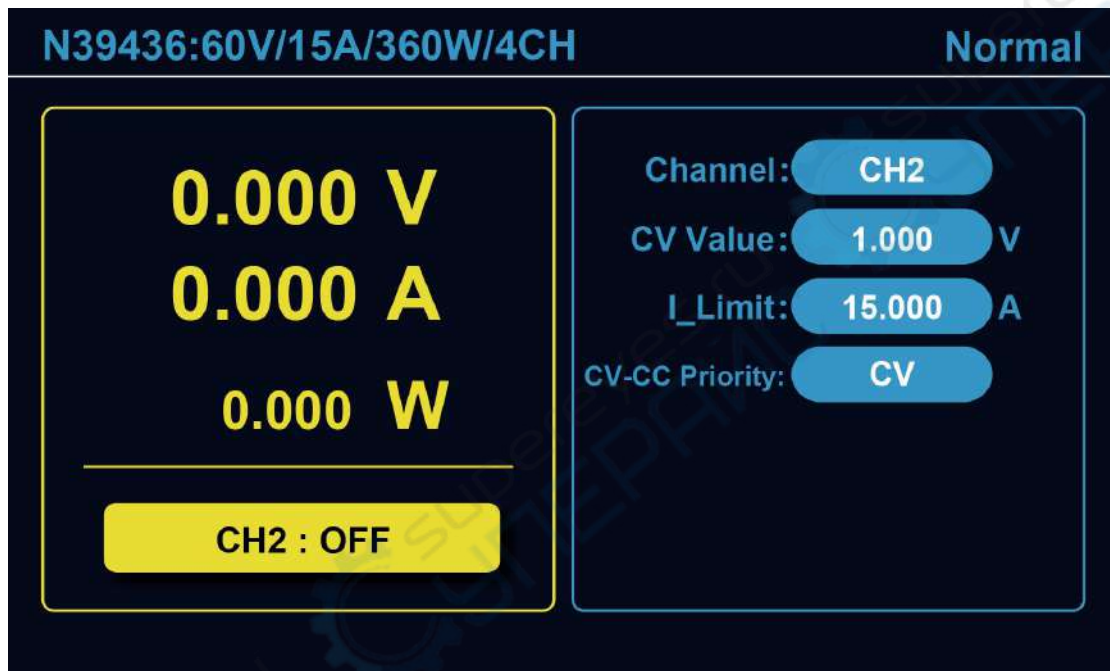 N39436:60V/15A/360W/4CH Normal
0.000 V
0.000 A
0.000 W
CH2 : OFF
Channel: CH2
CV Value: 1.000 V
I_Limit: 15.000 A
CV-CC Priority: CV